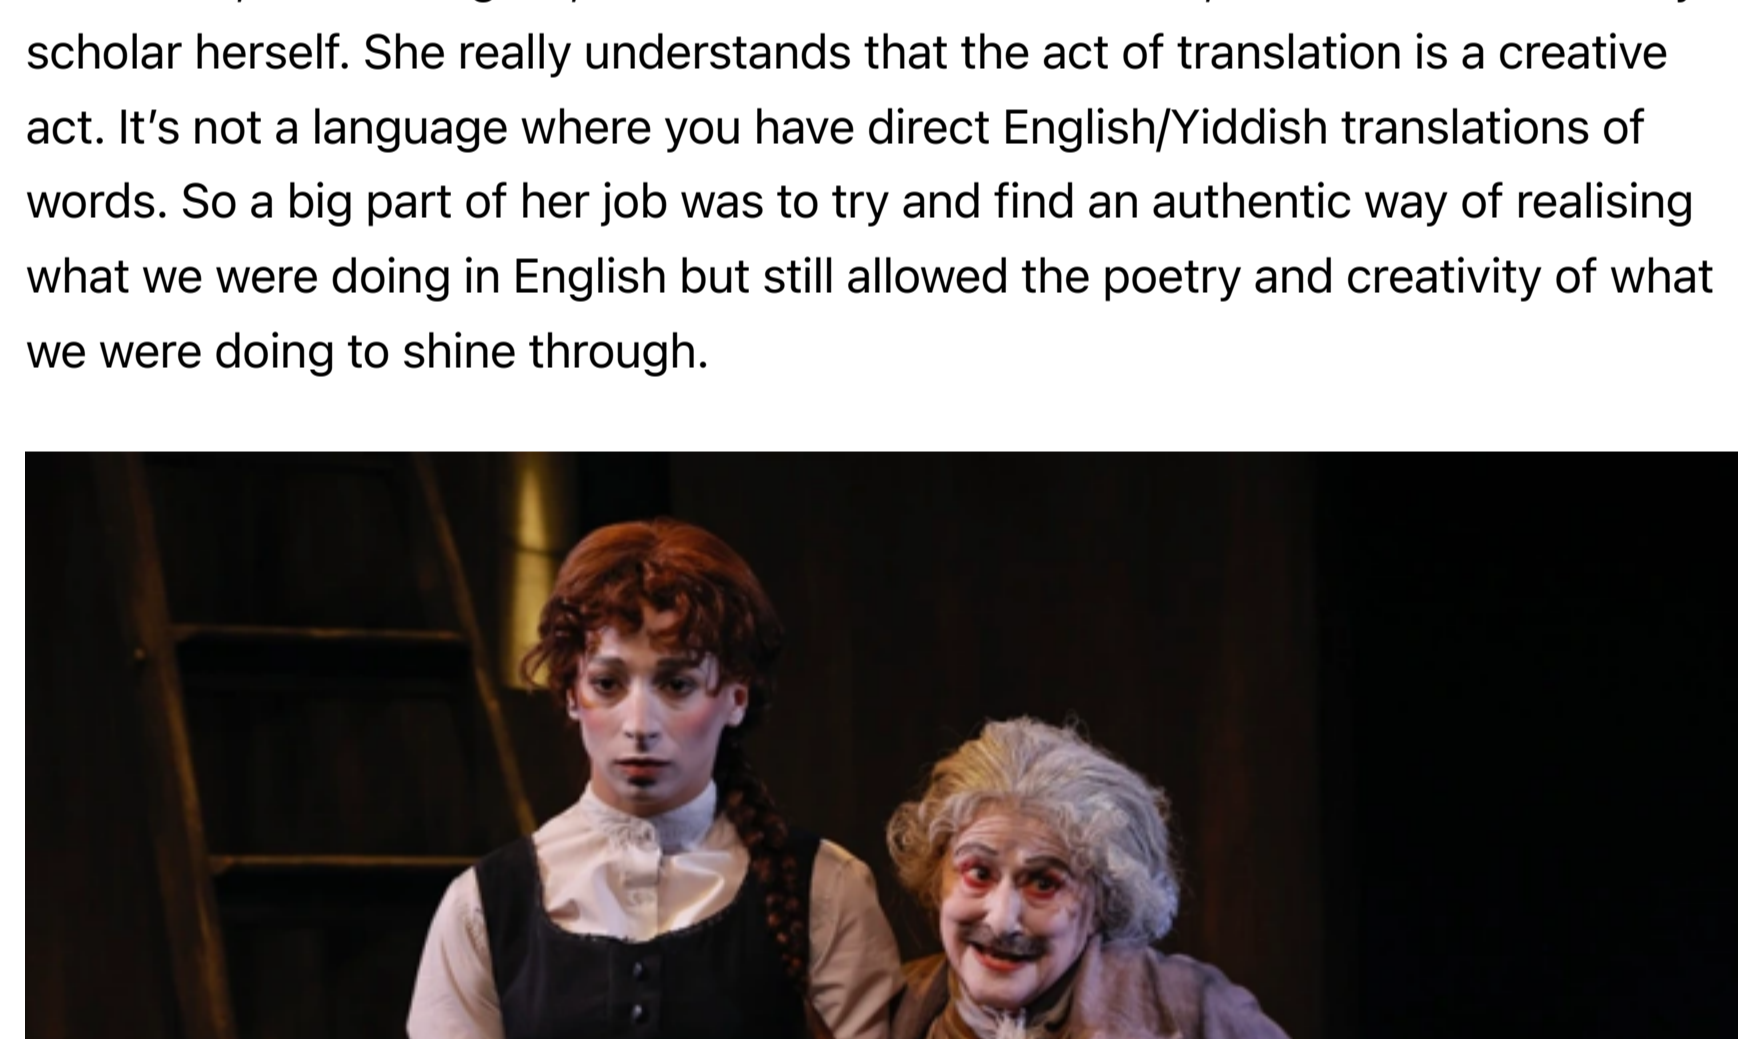 scholar herself. She really understands that the act of translation is a creative
act. It’s not a language where you have direct English/Yiddish translations of
words. So a big part of her job was to try and find an authentic way of realising
what we were doing in English but still allowed the poetry and creativity of what
we were doing to shine through.